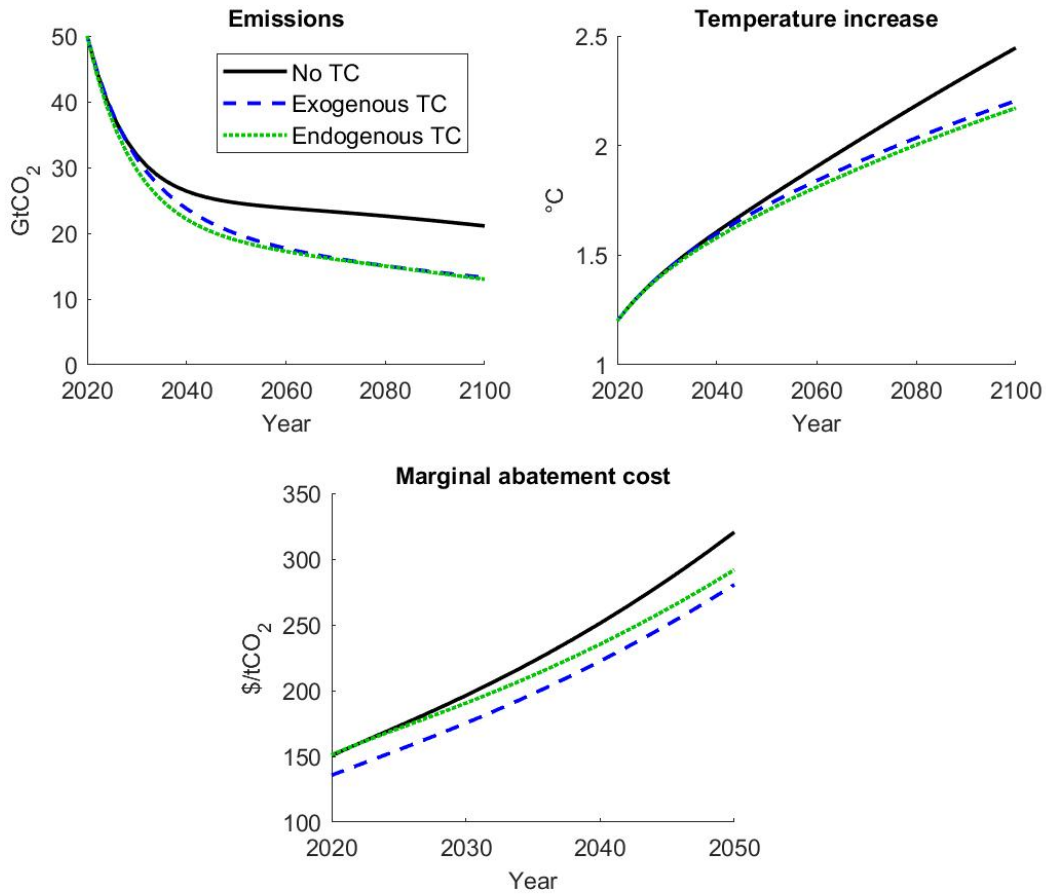 Emissions
50
40
30
20
10
0
GtCO₂
No TC
Exogenous TC
Endogenous TC
2020 2040 2060 2080 2100
Year
Temperature increase
2.5
2
1.5
1
°C
2020 2040 2060 2080 2100
Year
Marginal abatement cost
350
300
250
200
150
100
$/tCO₂
2020 2030 2040 2050
Year